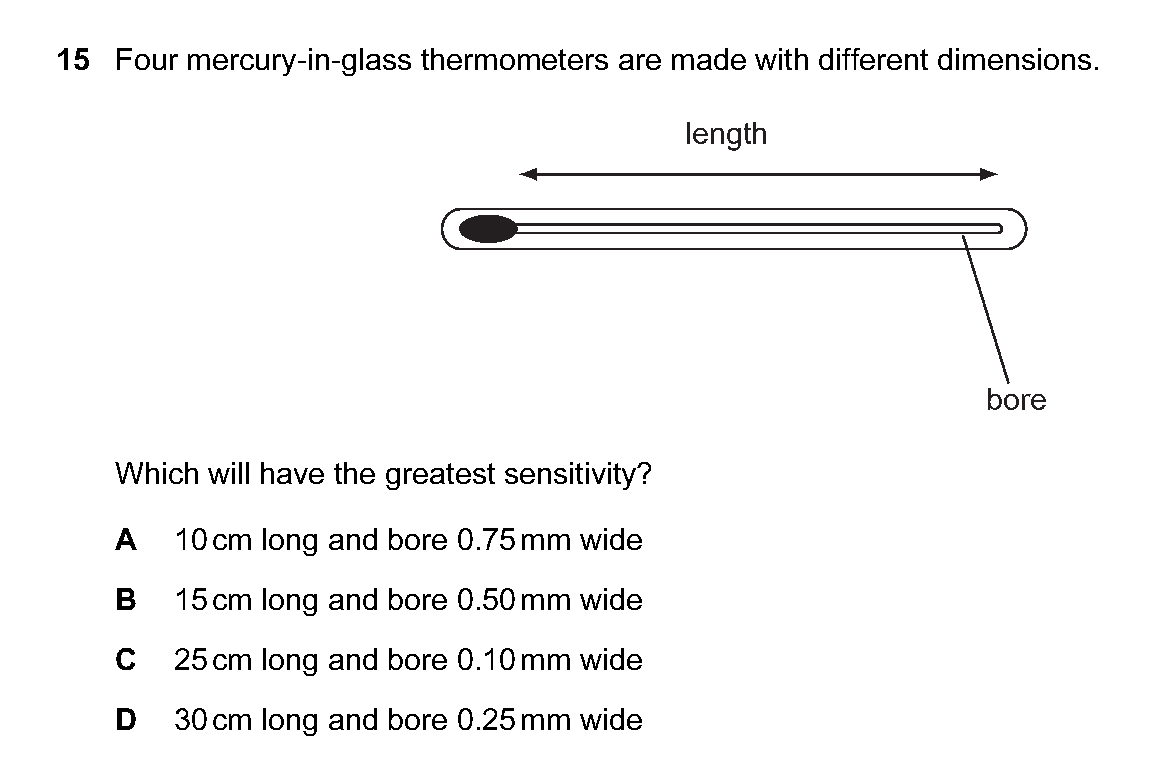 15 Four mercury-in-glass thermometers are made with different dimensions.
length
bore
Which will have the greatest sensitivity?
A 10 cm long and bore 0.75 mm wide
B 15 cm long and bore 0.50 mm wide
C 25 cm long and bore 0.10 mm wide
D 30 cm long and bore 0.25 mm wide